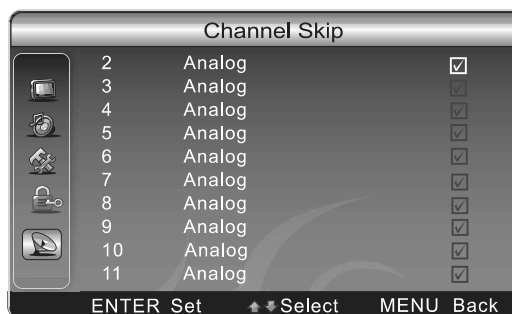 Channel Skip
2 Analog
3 Analog
4 Analog
5 Analog
6 Analog
7 Analog
8 Analog
9 Analog
10 Analog
11 Analog
ENTER Set Select MENU Back